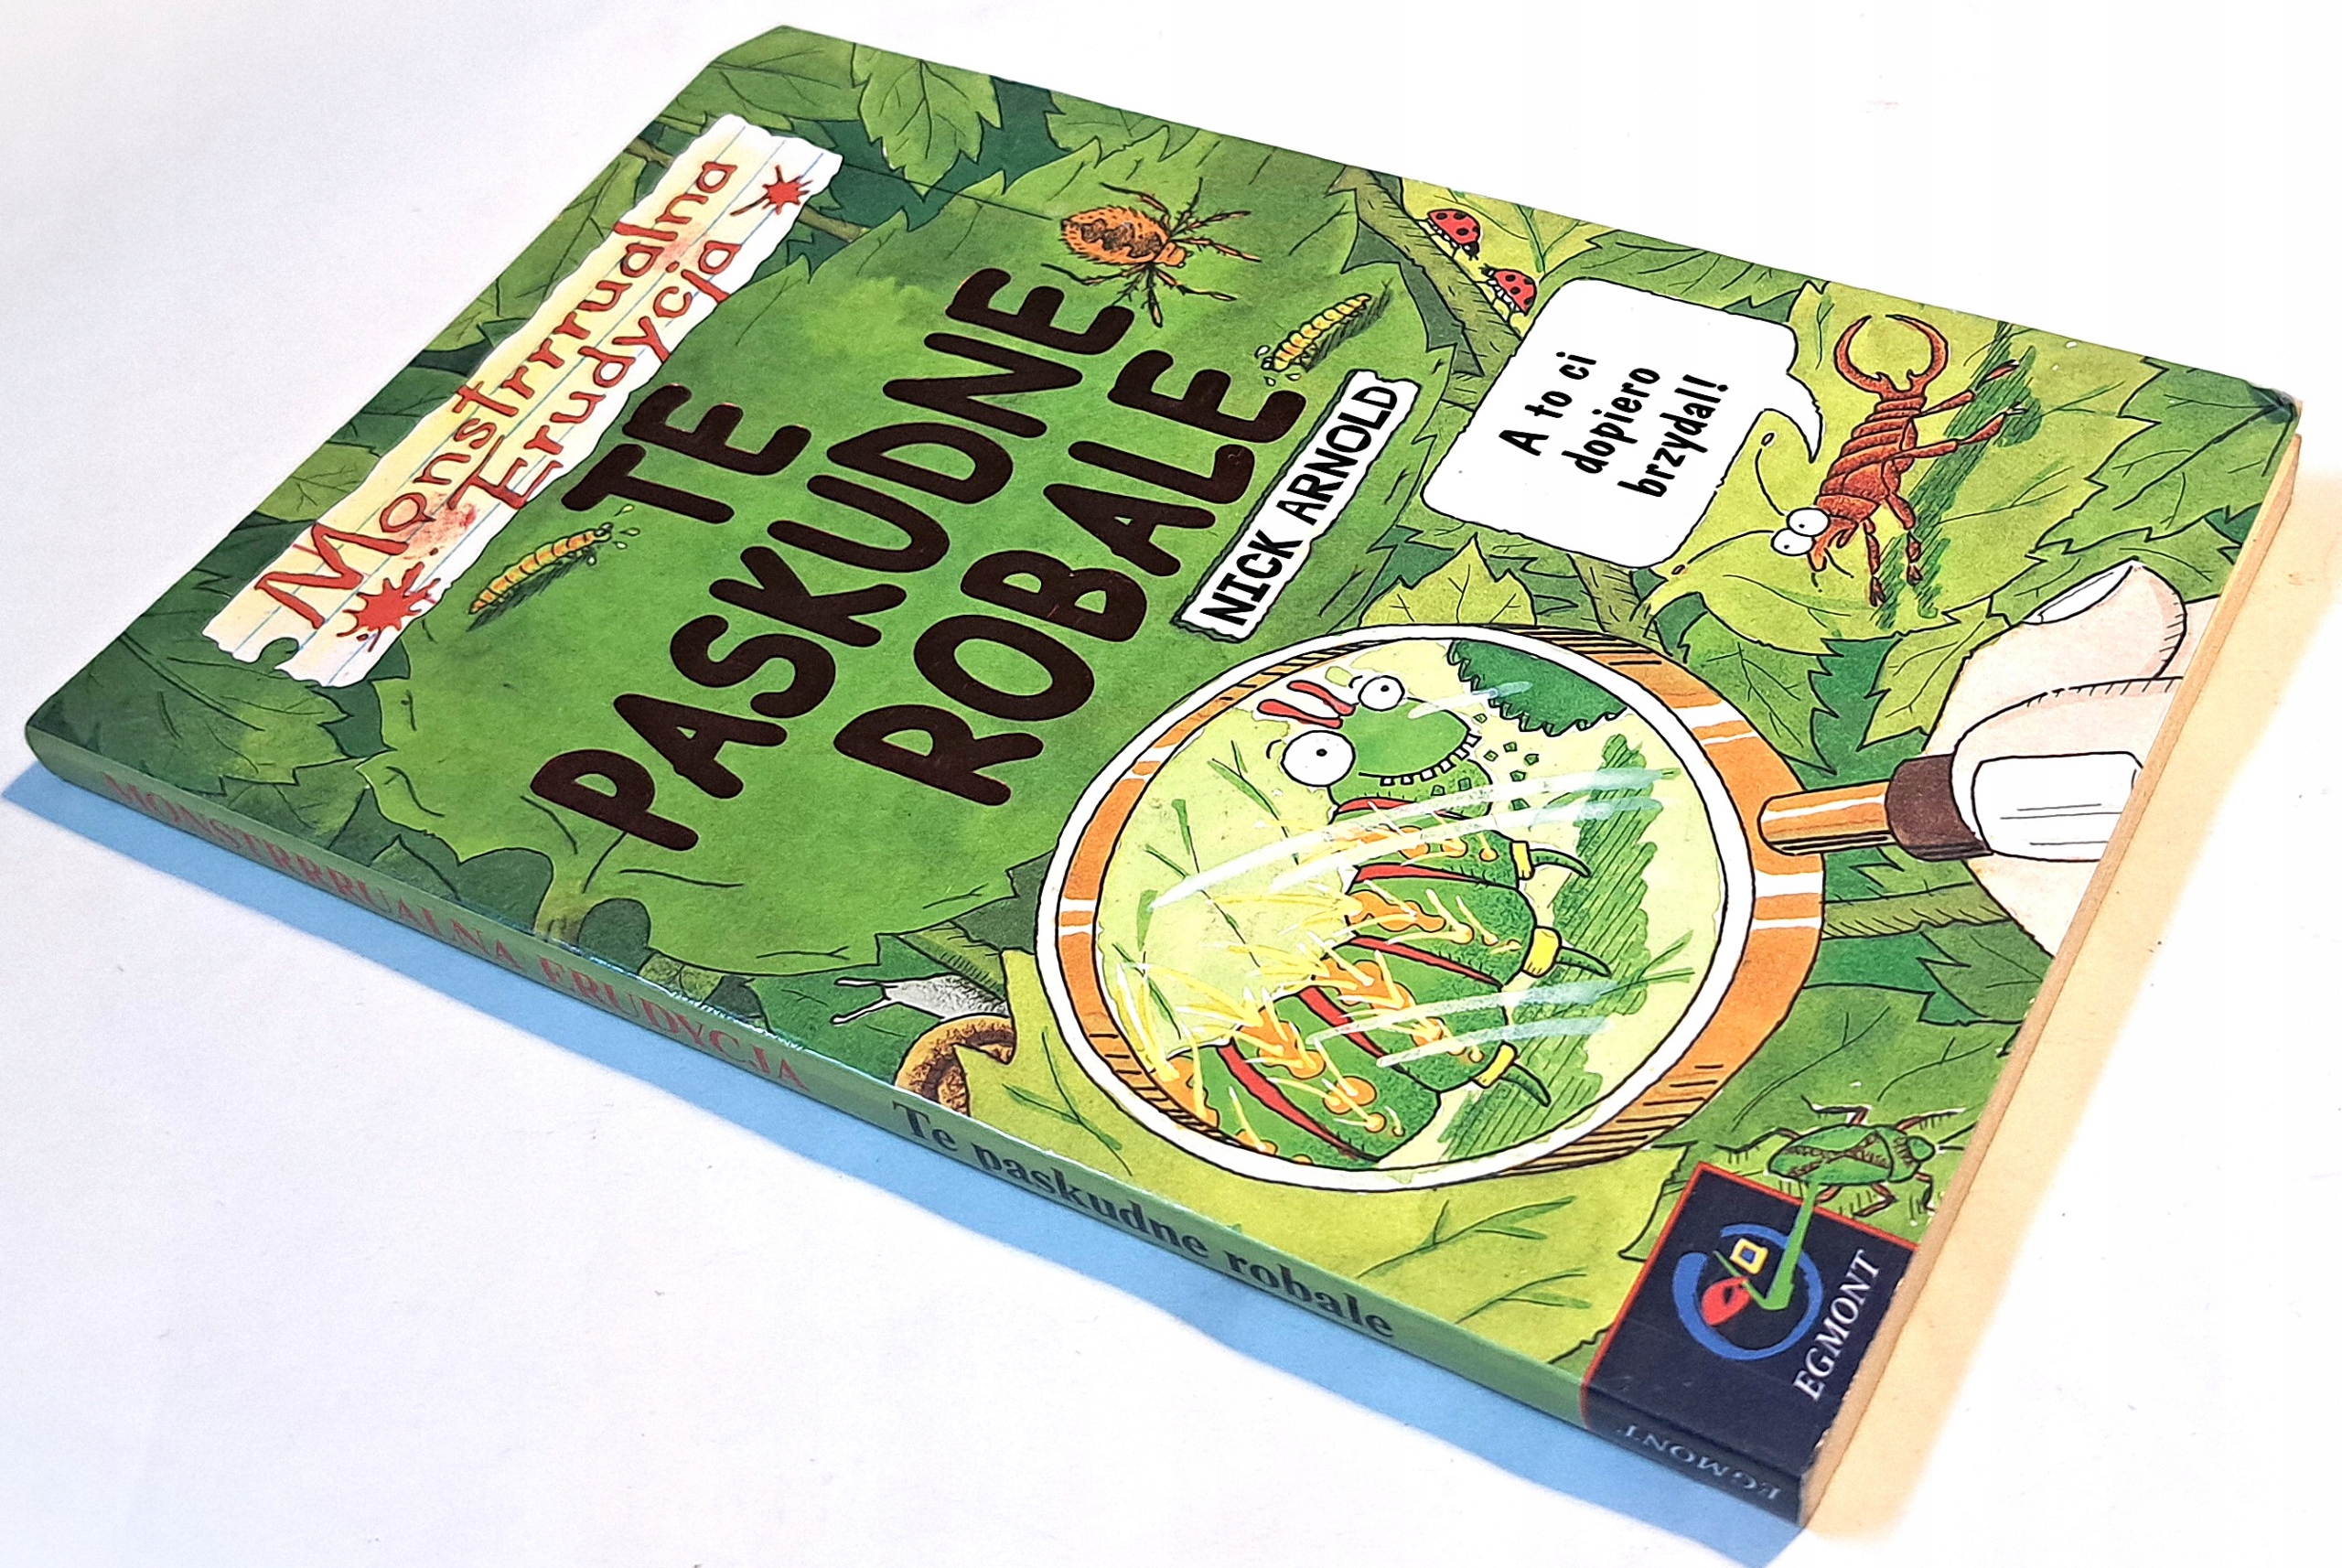 Monstrrrualna
Erudycja
TE
PASKUDNE
ROBALE
NICK ARNOLD
A to ci
dopiero
brzydal!
EGMONT
MONSTRRRUALNA ERUDYCJA Te paskudne robale EGMONT